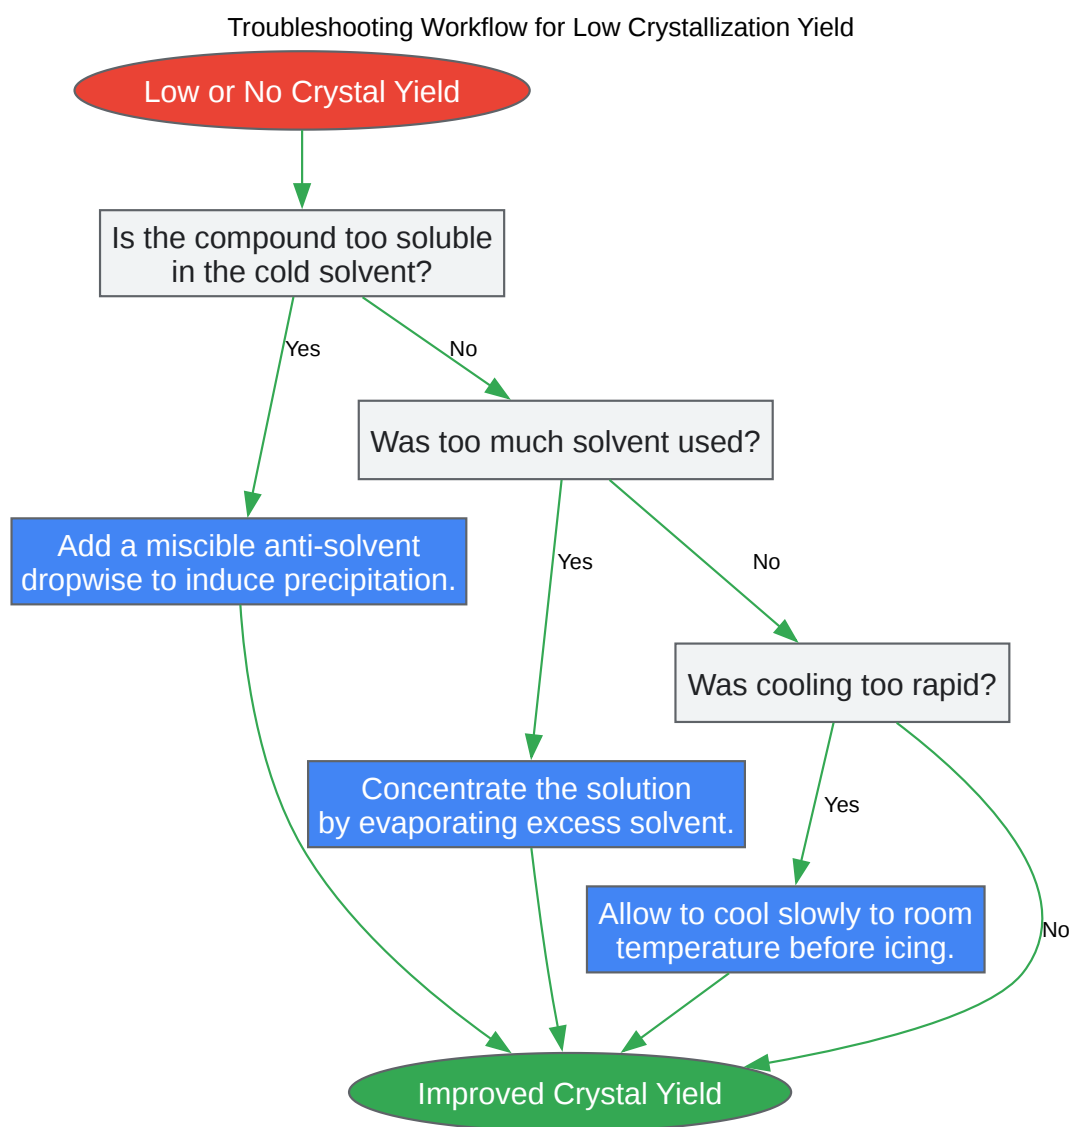 Troubleshooting Workflow for Low Crystallization Yield
Low or No Crystal Yield
Is the compound too soluble
in the cold solvent?
Yes
No
Was too much solvent used?
Add a miscible anti-solvent
dropwise to induce precipitation.
Yes
No
Was cooling too rapid?
Concentrate the solution
by evaporating excess solvent.
Yes
Allow to cool slowly to room
temperature before icing.
No
Improved Crystal Yield